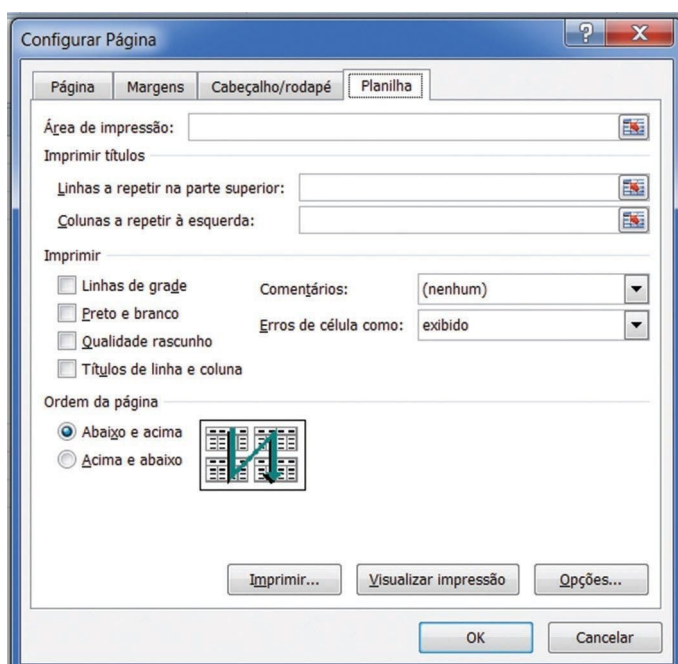 Configurar Página
Página Margens Cabeçalho/rodapé Planilha
Área de impressão:
Imprimir títulos
Linhas a repetir na parte superior:
Colunas a repetir à esquerda:
Imprimir
Linhas de grade
Comentários: (nenhum)
Preto e branco
Erros de célula como: exibido
Qualidade rascunho
Títulos de linha e coluna
Ordem da página
Abaixo e acima
Acima e abaixo
Imprimir... Visualizar impressão Opções...
OK Cancelar